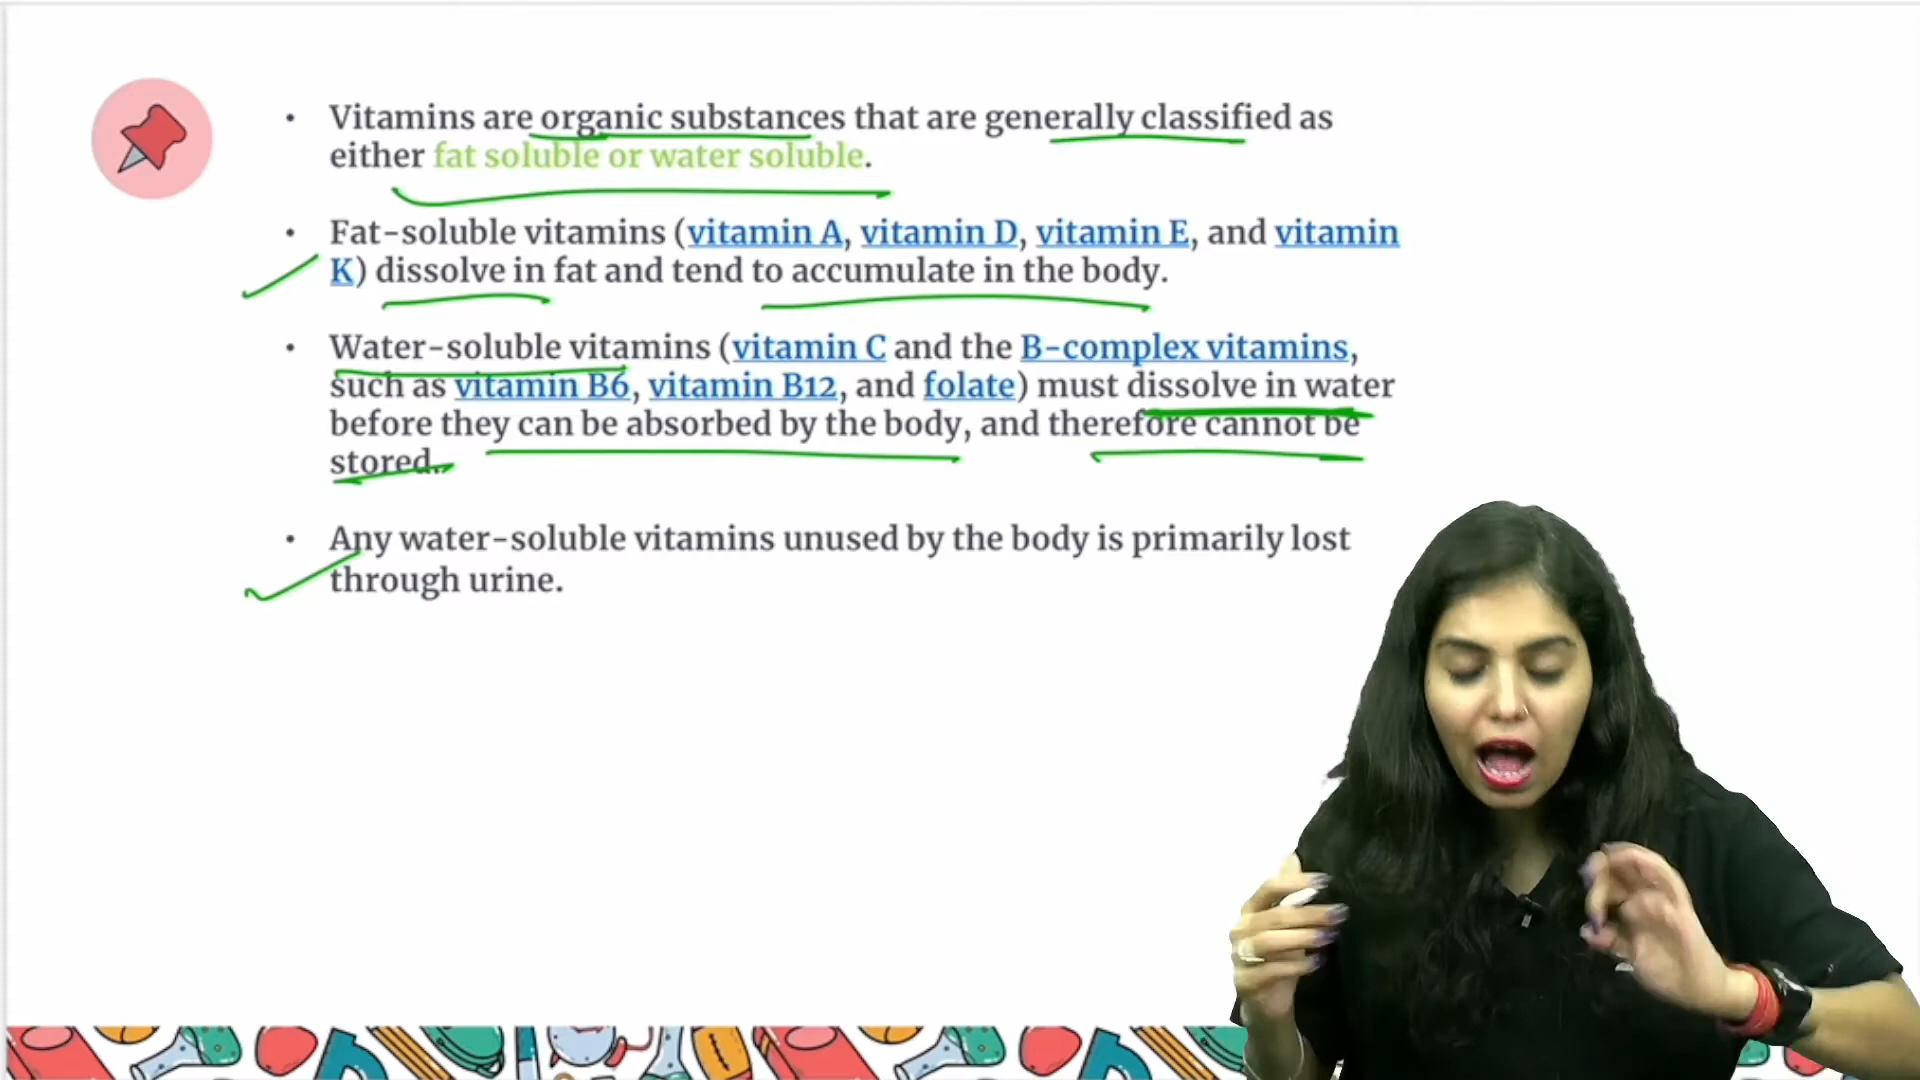 • Vitamins are organic substances that are generally classified as
either fat soluble or water soluble.
• Fat-soluble vitamins (vitamin A, vitamin D, vitamin E, and vitamin
K) dissolve in fat and tend to accumulate in the body.
• Water-soluble vitamins (vitamin C and the B-complex vitamins,
such as vitamin B6, vitamin B12, and folate) must dissolve in water
before they can be absorbed by the body, and therefore cannot be
stored.
• Any water-soluble vitamins unused by the body is primarily lost
through urine.